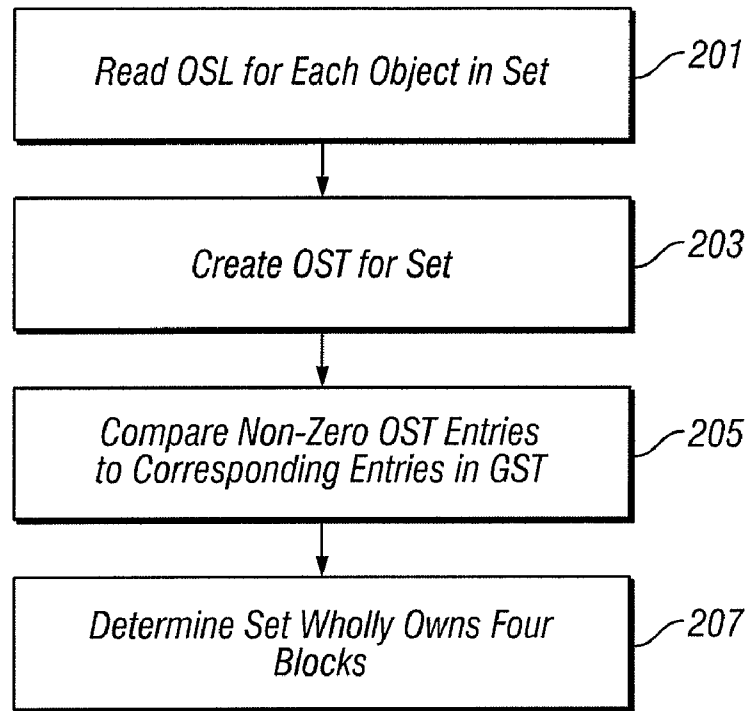 Read OSL for Each Object in Set
201
Create OST for Set
203
Compare Non-Zero OST Entries
to Corresponding Entries in GST
205
Determine Set Wholly Owns Four
Blocks
207